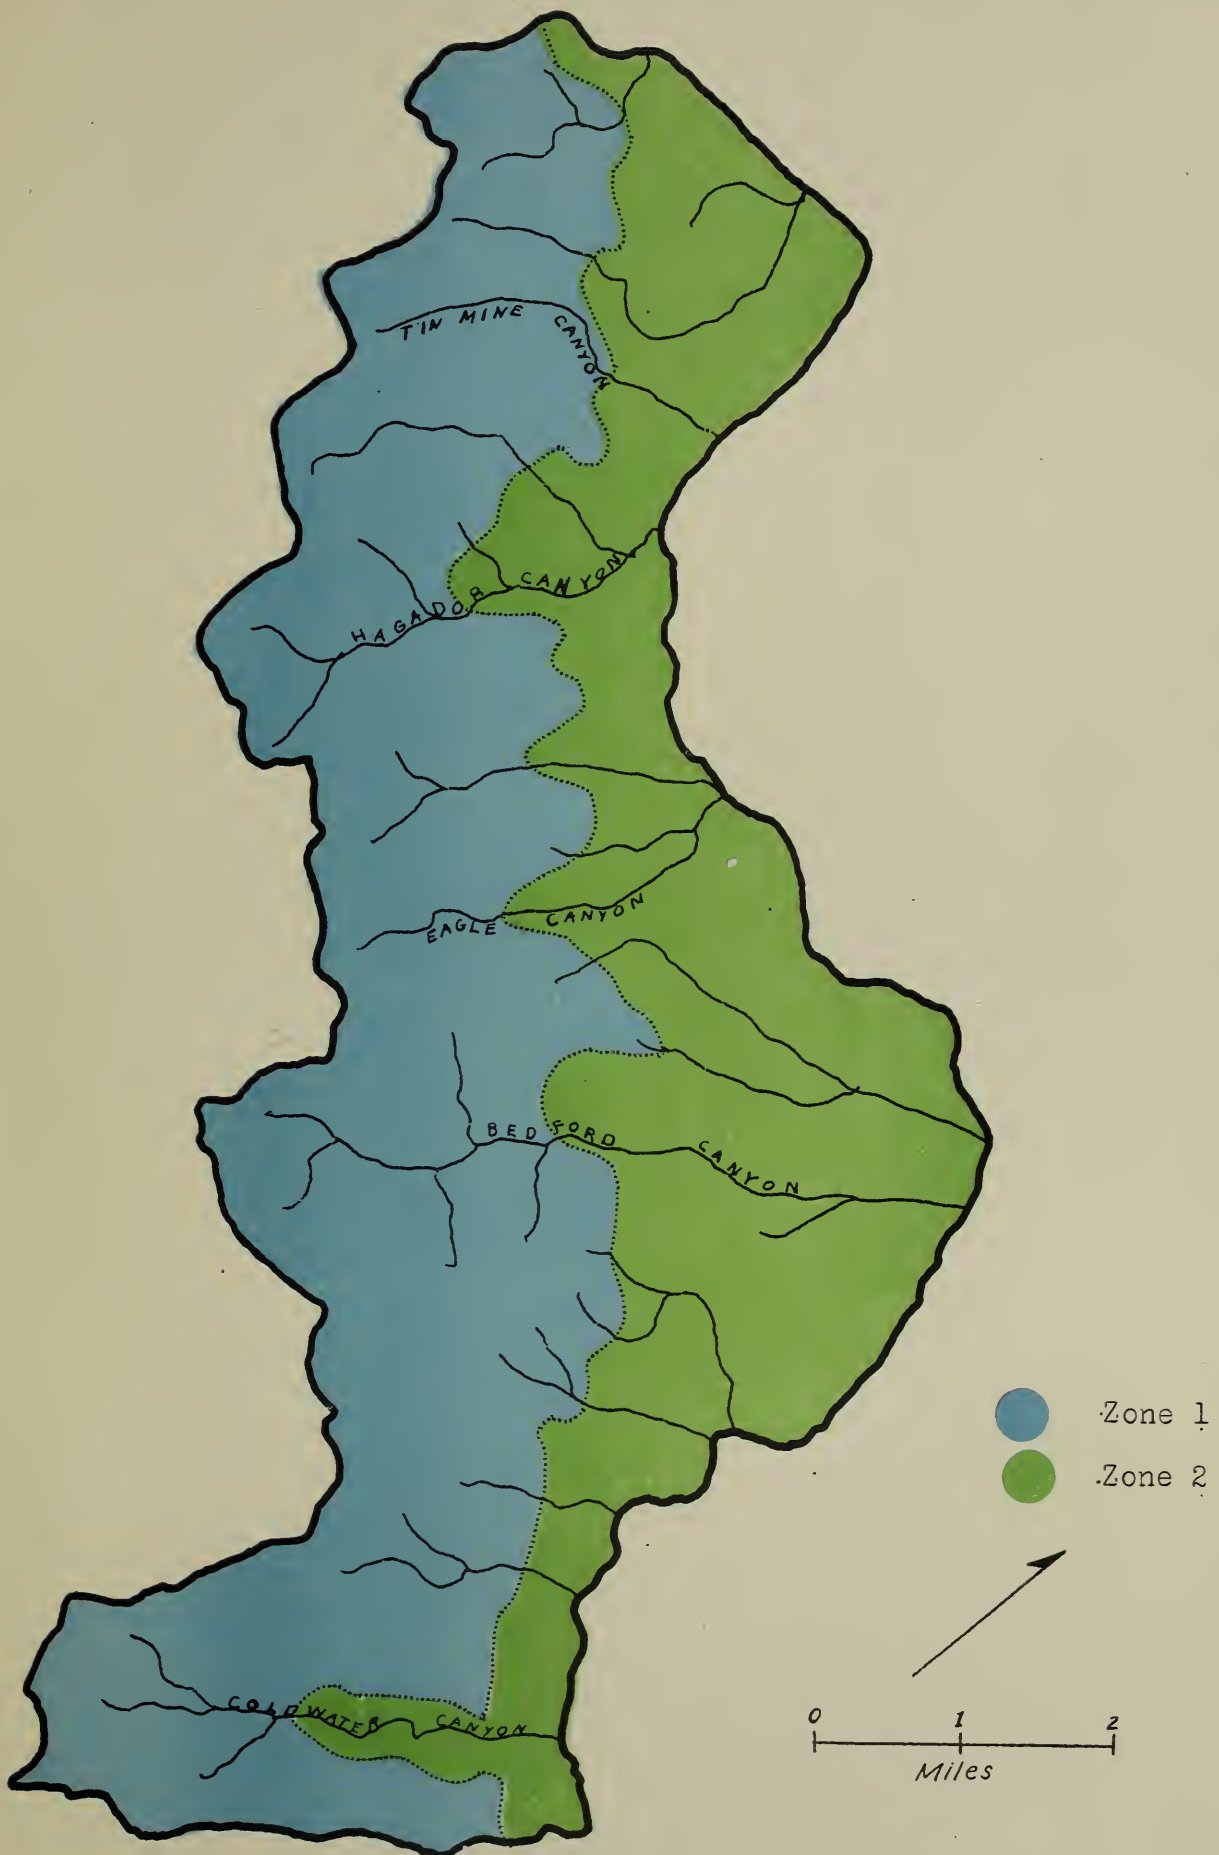 TIN MINE CANYON
HAGADOR CANYON
EAGLE CANYON
BEDFORD CANYON
COLDWATER CANYON
Zone 1
Zone 2
0 1 2
Miles